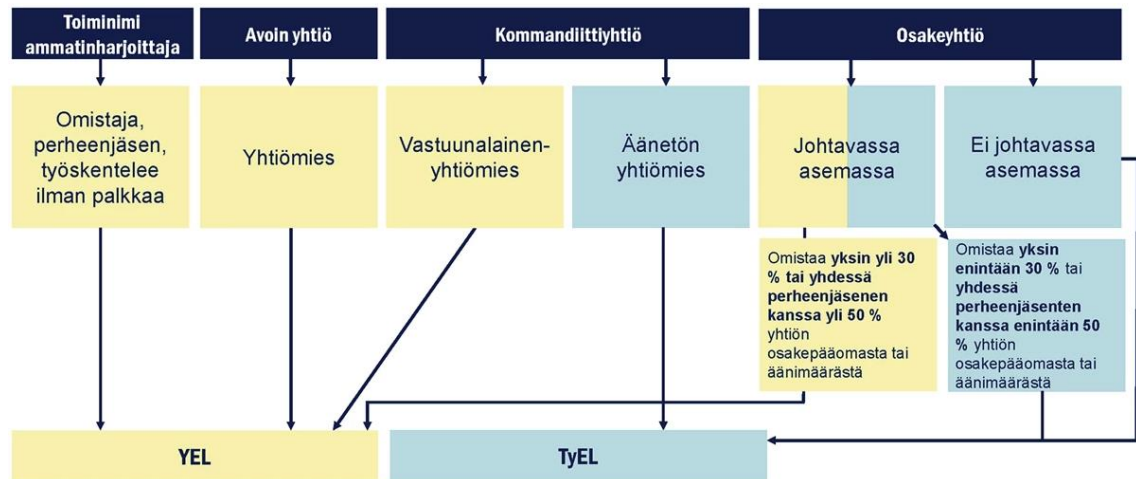 Toiminimi
ammatinharjoittaja
Avoin yhtiö
Kommandiittiyhtiö
Osakeyhtiö
Omistaja,
perheenjäsen,
työskentelee
ilman palkkaa
Yhtiömies
Vastuunalainen-
yhtiömies
Äänetön
yhtiömies
Johtavassa
asemassa
Ei johtavassa
asemassa
Omistaa yksin yli 30
% tai yhdessä
perheenjäsenen
kanssa yli 50 %
yhtiön
osakepääomasta tai
äänimäärästä
Omistaa yksin
enintään 30 % tai
yhdessä
perheenjäsenten
kanssa enintään 50
% yhtiön
osakepääomasta tai
äänimäärästä
YEL
TyEL